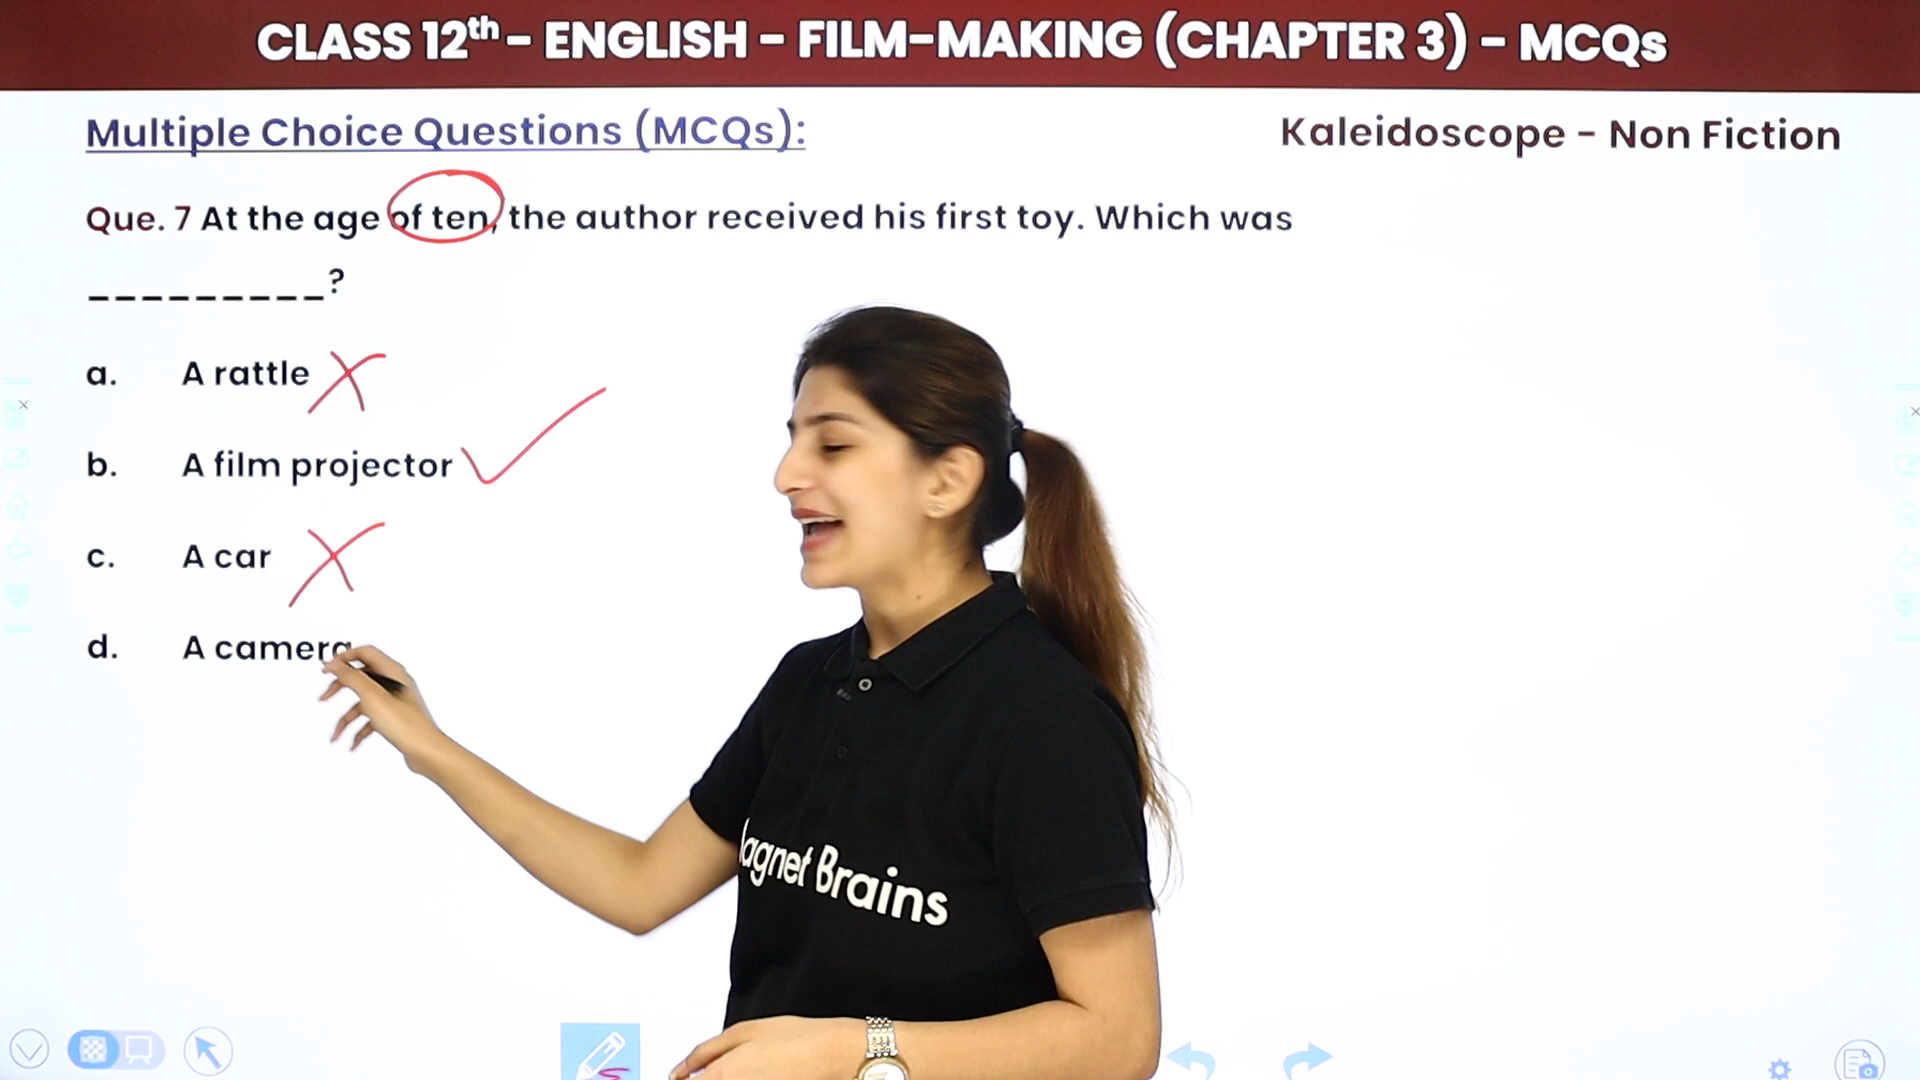 CLASS 12th - ENGLISH - FILM-MAKING (CHAPTER 3) - MCQs
Multiple Choice Questions (MCQs):
Kaleidoscope - Non Fiction
Que. 7 At the age of ten, the author received his first toy. Which was
_________?
a. A rattle
b. A film projector
c. A car
d. A camera
agnet Brains